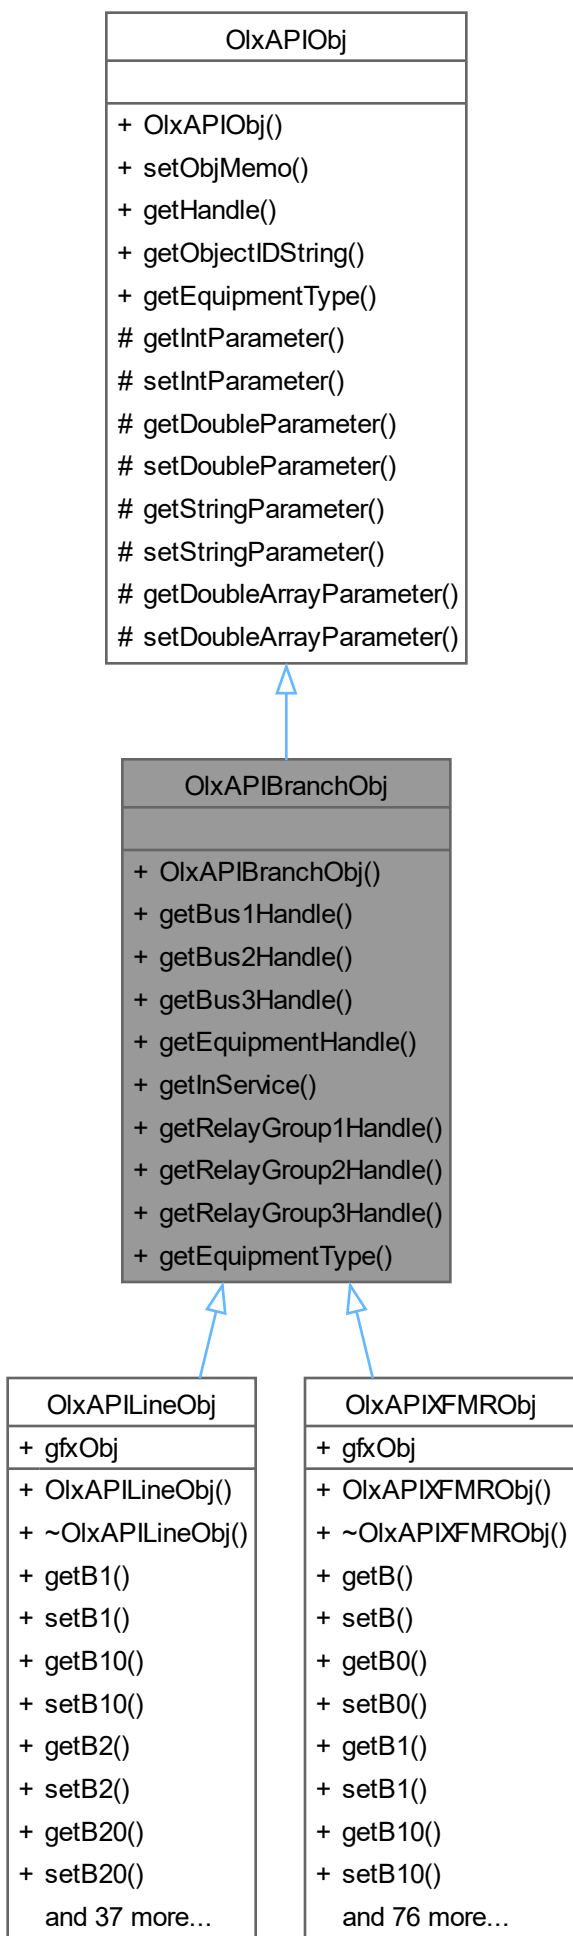 OlxAPIObj
+ OlxAPIObj()
+ setObjMemo()
+ getHandle()
+ getObjectIDString()
+ getEquipmentType()
# getIntParameter()
# setIntParameter()
# getDoubleParameter()
# setDoubleParameter()
# getStringParameter()
# setStringParameter()
# getDoubleArrayParameter()
# setDoubleArrayParameter()
OlxAPIBranchObj
+ OlxAPIBranchObj()
+ getBus1Handle()
+ getBus2Handle()
+ getBus3Handle()
+ getEquipmentHandle()
+ getInService()
+ getRelayGroup1Handle()
+ getRelayGroup2Handle()
+ getRelayGroup3Handle()
+ getEquipmentType()
OlxAPILineObj
+ gfxObj
+ OlxAPILineObj()
+ ~OlxAPILineObj()
+ getB1()
+ setB1()
+ getB10()
+ setB10()
+ getB2()
+ setB2()
+ getB20()
+ setB20()
and 37 more...
OlxAPIXFMRObj
+ gfxObj
+ OlxAPIXFMRObj()
+ ~OlxAPIXFMRObj()
+ getB()
+ setB()
+ getB0()
+ setB0()
+ getB1()
+ setB1()
+ getB10()
+ setB10()
and 76 more...